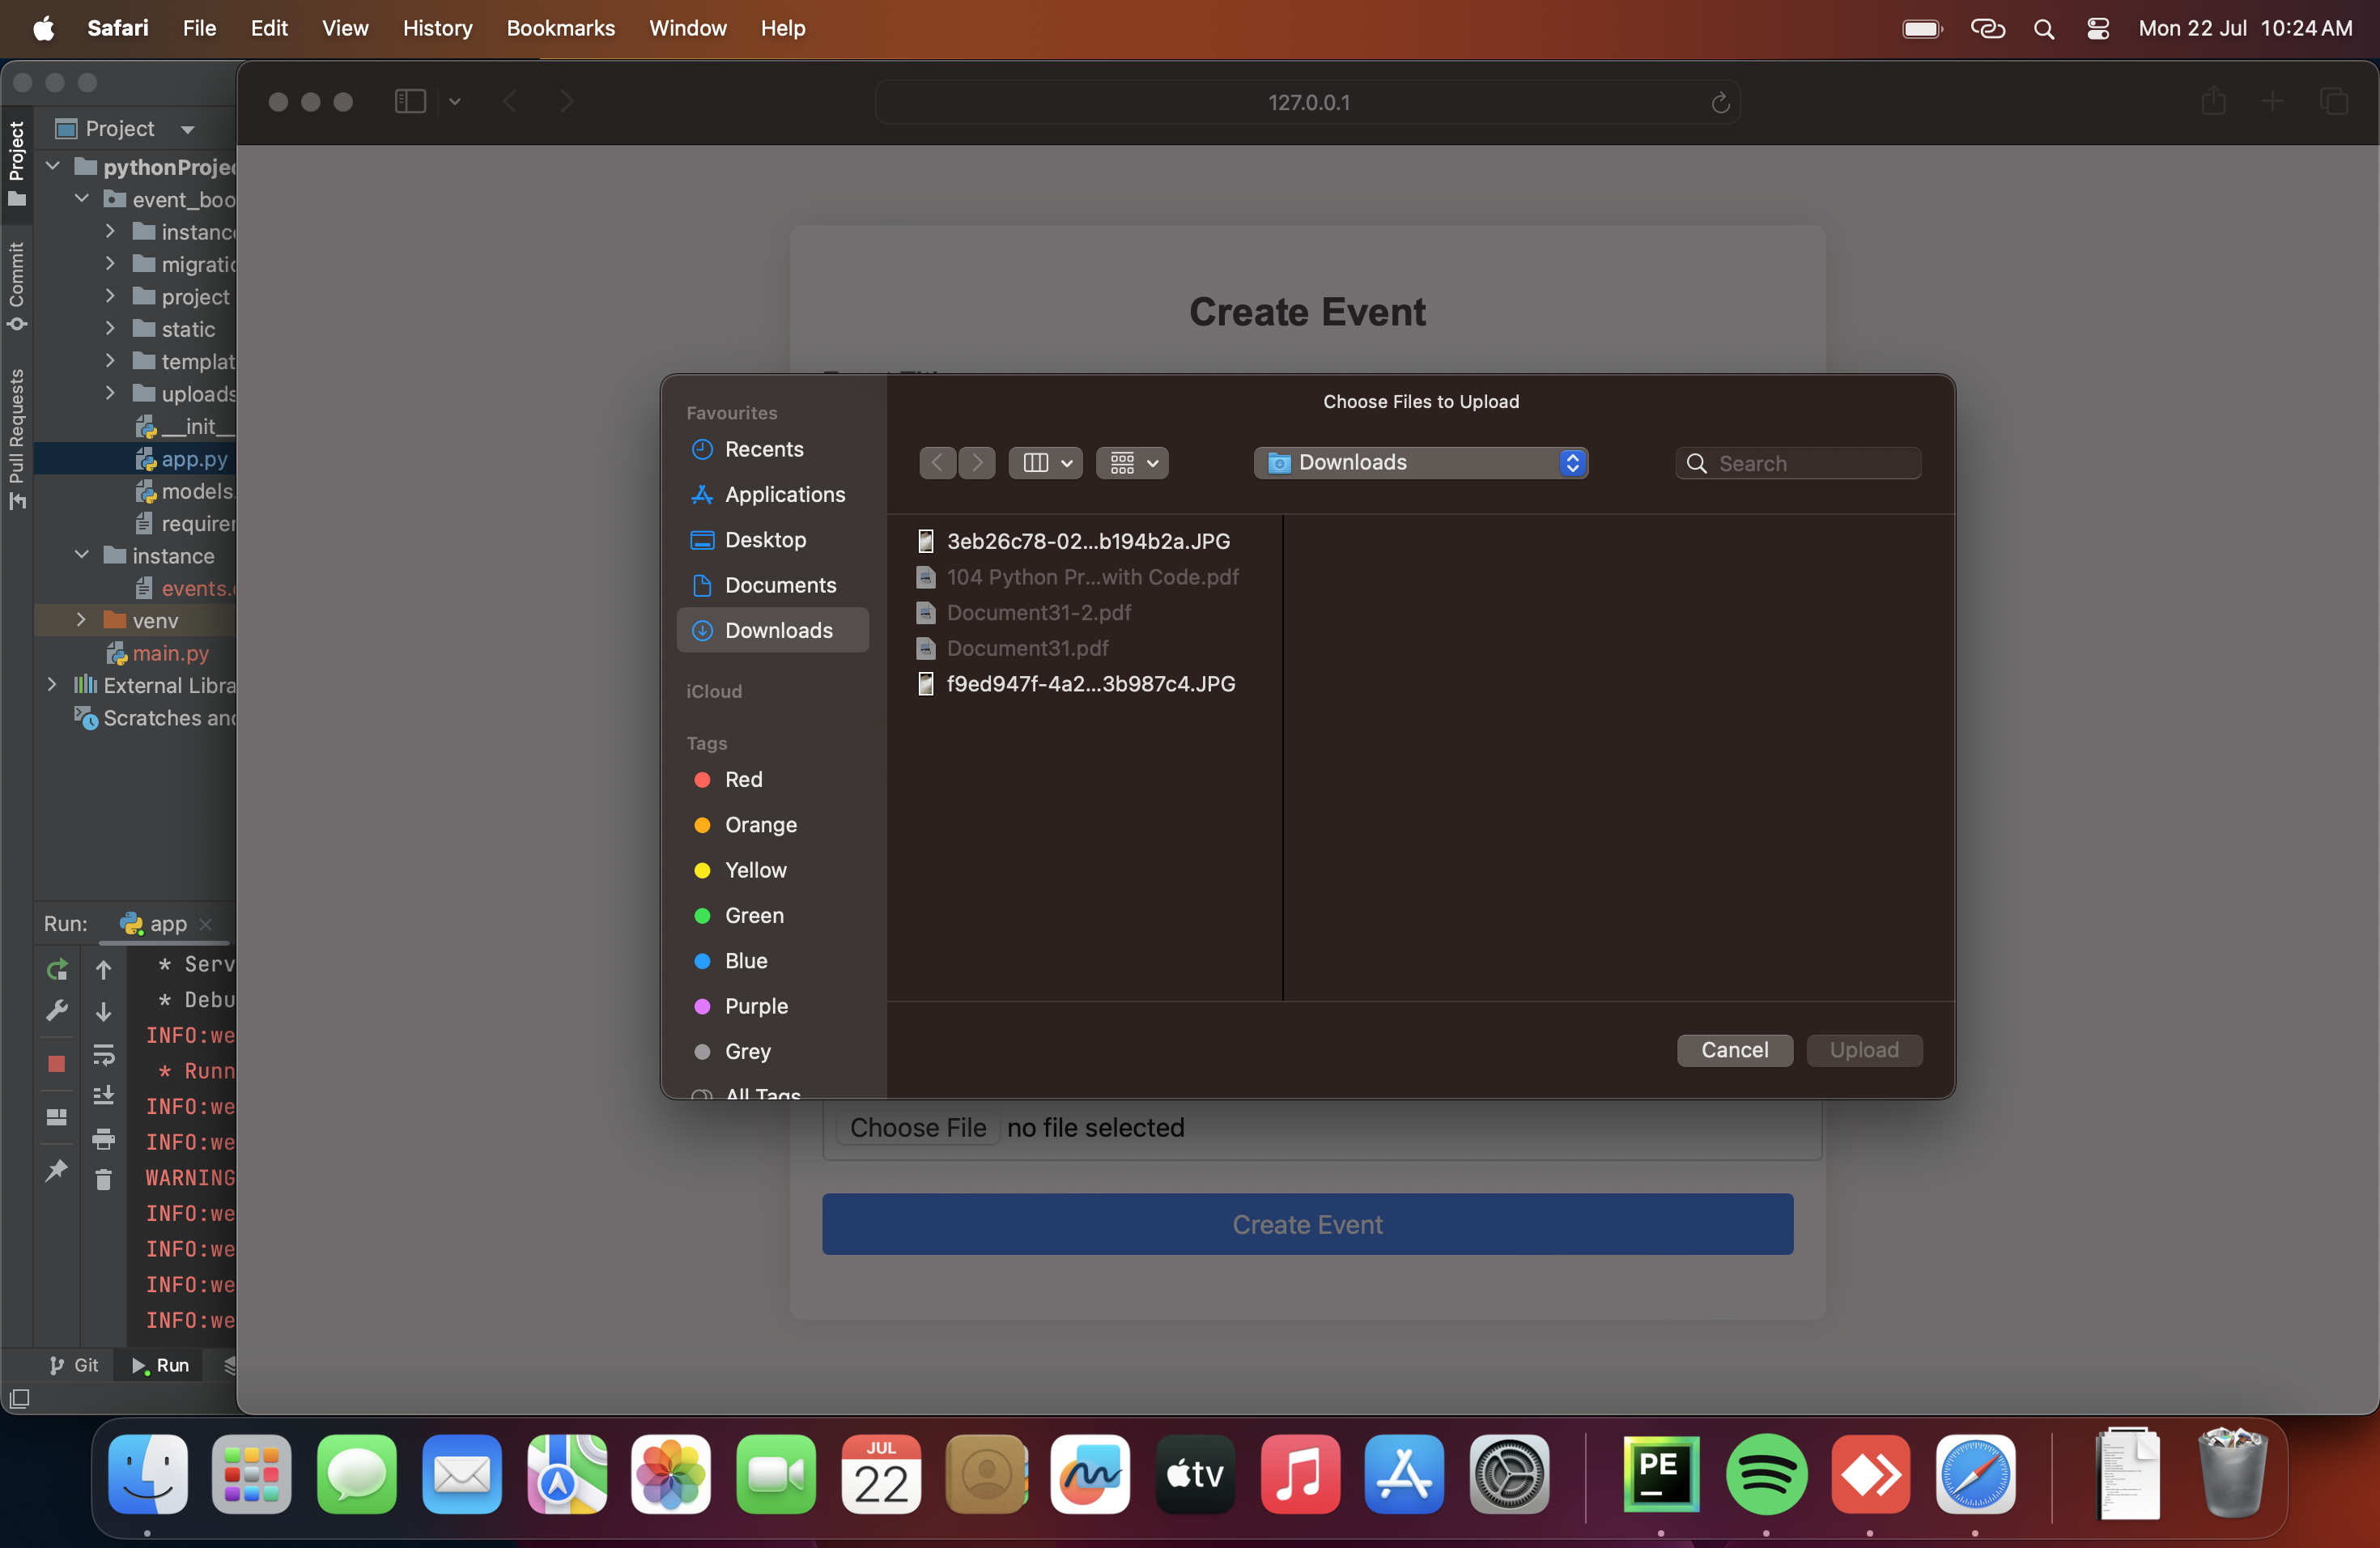 Safari File Edit View History Bookmarks Window Help
Mon 22 Jul 10:24 AM
127.0.0.1
Project
Commit
Pull Requests
Project
pythonProjec
event_boo
instanc
migratio
project
static
templat
uploads
__init__
app.py
models.
requirer
instance
events.
venv
main.py
External Libra
Scratches and
Create Event
Choose Files to Upload
Favourites
Recents
Applications
Desktop
Documents
Downloads
iCloud
Tags
Red
Orange
Yellow
Green
Blue
Purple
Grey
All Tags
Downloads
Search
3eb26c78-02...b194b2a.JPG
104 Python Pr...with Code.pdf
Document31-2.pdf
Document31.pdf
f9ed947f-4a2...3b987c4.JPG
Cancel Upload
Choose File no file selected
Create Event
Run: app
* Serv
* Debu
INFO:we
* Runn
INFO:we
INFO:we
WARNING
INFO:we
INFO:we
INFO:we
INFO:we
Git Run
JUL
22
tv
PE